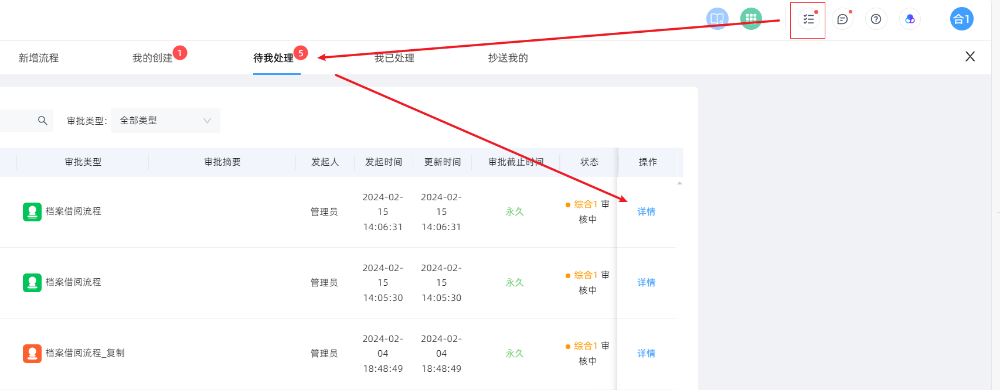 合1
新增流程 我的创建 1 待我处理 5 我已处理 抄送我的 X
审批类型: 全部类型
审批类型 审批摘要 发起人 发起时间 更新时间 审批截止时间 状态 操作
档案借阅流程 管理员 2024-02-15 14:06:31 2024-02-15 14:06:31 永久 综合1 审核中 详情
档案借阅流程 管理员 2024-02-15 14:05:30 2024-02-15 14:05:30 永久 综合1 审核中 详情
档案借阅流程_复制 管理员 2024-02-04 18:48:49 2024-02-04 18:48:49 永久 综合1 审核中 详情